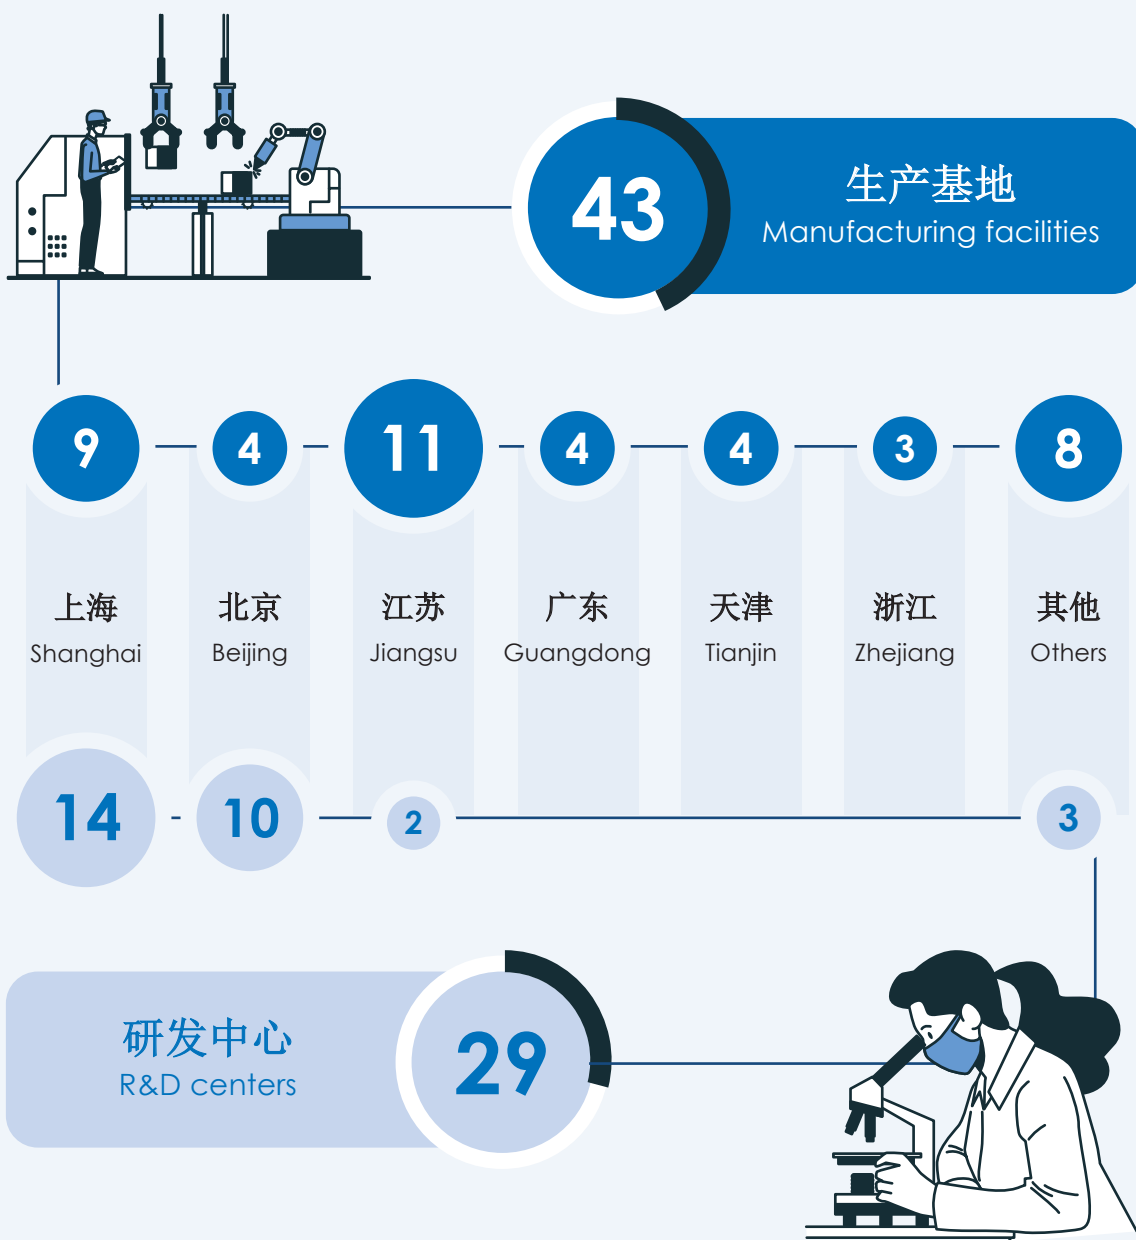 43
生产基地
Manufacturing facilities
9 4 11 4 4 3 8
上海 北京 江苏 广东 天津 浙江 其他
Shanghai Beijing Jiangsu Guangdong Tianjin Zhejiang Others
14 10 2 3
研发中心
R&D centers
29